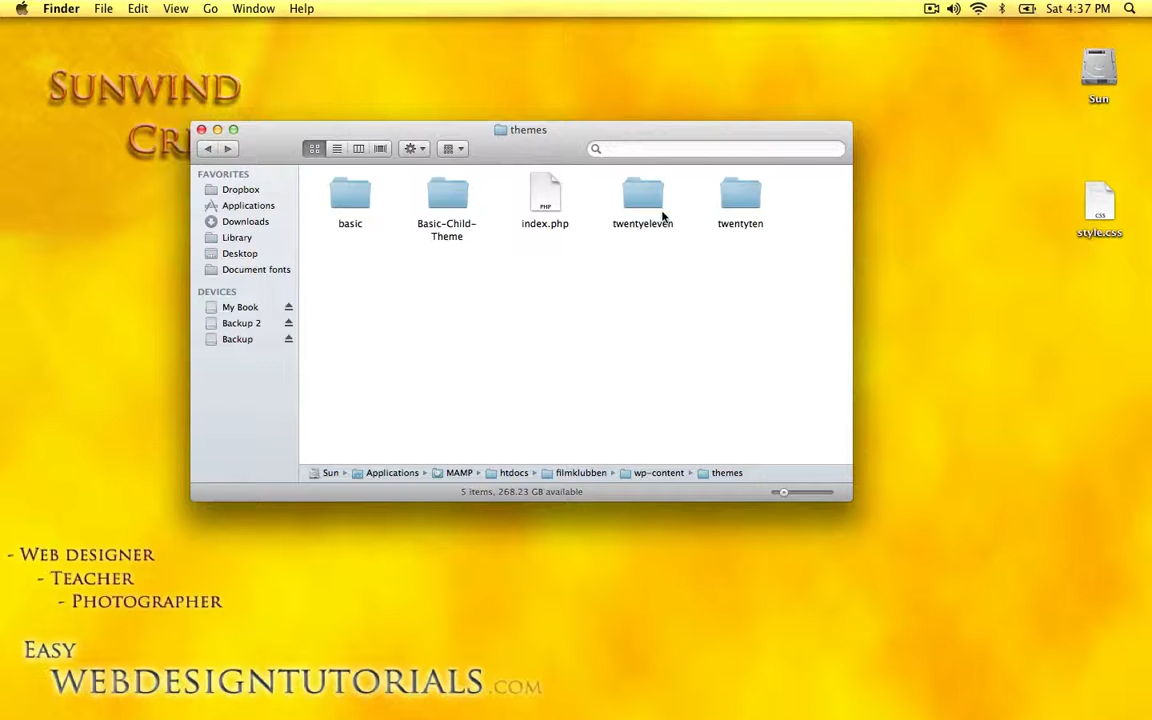 Finder File Edit View Go Window Help Sat 4:37 PM
SUNWIND
CR
Sun
style.css
CSS
themes
FAVORITES
Dropbox
Applications
Downloads
Library
Desktop
Document fonts
DEVICES
My Book
Backup 2
Backup
basic
Basic-Child-
Theme
PHP
index.php
twentyeleven
twentyten
Sun Applications MAMP htdocs filmklubben wp-content themes
5 items, 268.23 GB available
- WEB DESIGNER
- TEACHER
- PHOTOGRAPHER
EASY
WEBDESIGNTUTORIALS.COM